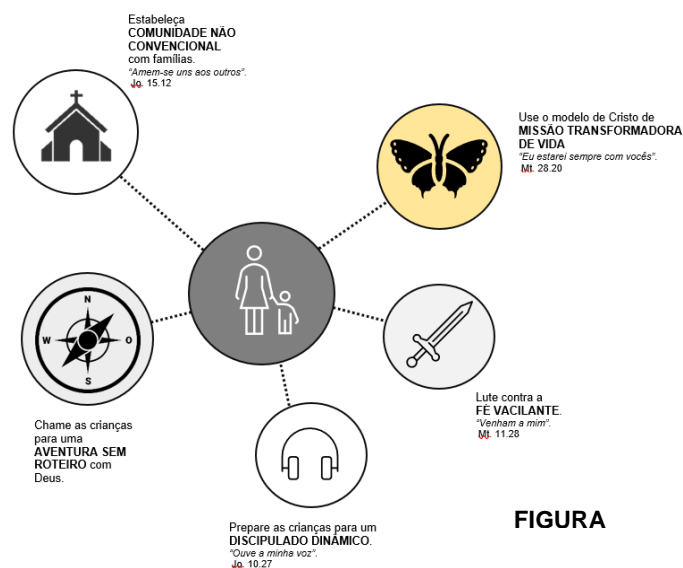 Estabeleça
COMUNIDADE NÃO
CONVENCIONAL
com famílias.
"Amem-se uns aos outros".
Jo. 15.12
Use o modelo de Cristo de
MISSÃO TRANSFORMADORA
DE VIDA
"Eu estarei sempre com vocês".
Mt. 28.20
N
W
O
S
Lute contra a
FÉ VACILANTE.
"Venham a mim".
Mt. 11.28
Chame as crianças
para uma
AVENTURA SEM
ROTEIRO com
Deus.
Prepare as crianças para um
DISCIPULADO DINÂMICO.
"Ouve a minha voz".
Jo. 10.27
FIGURA